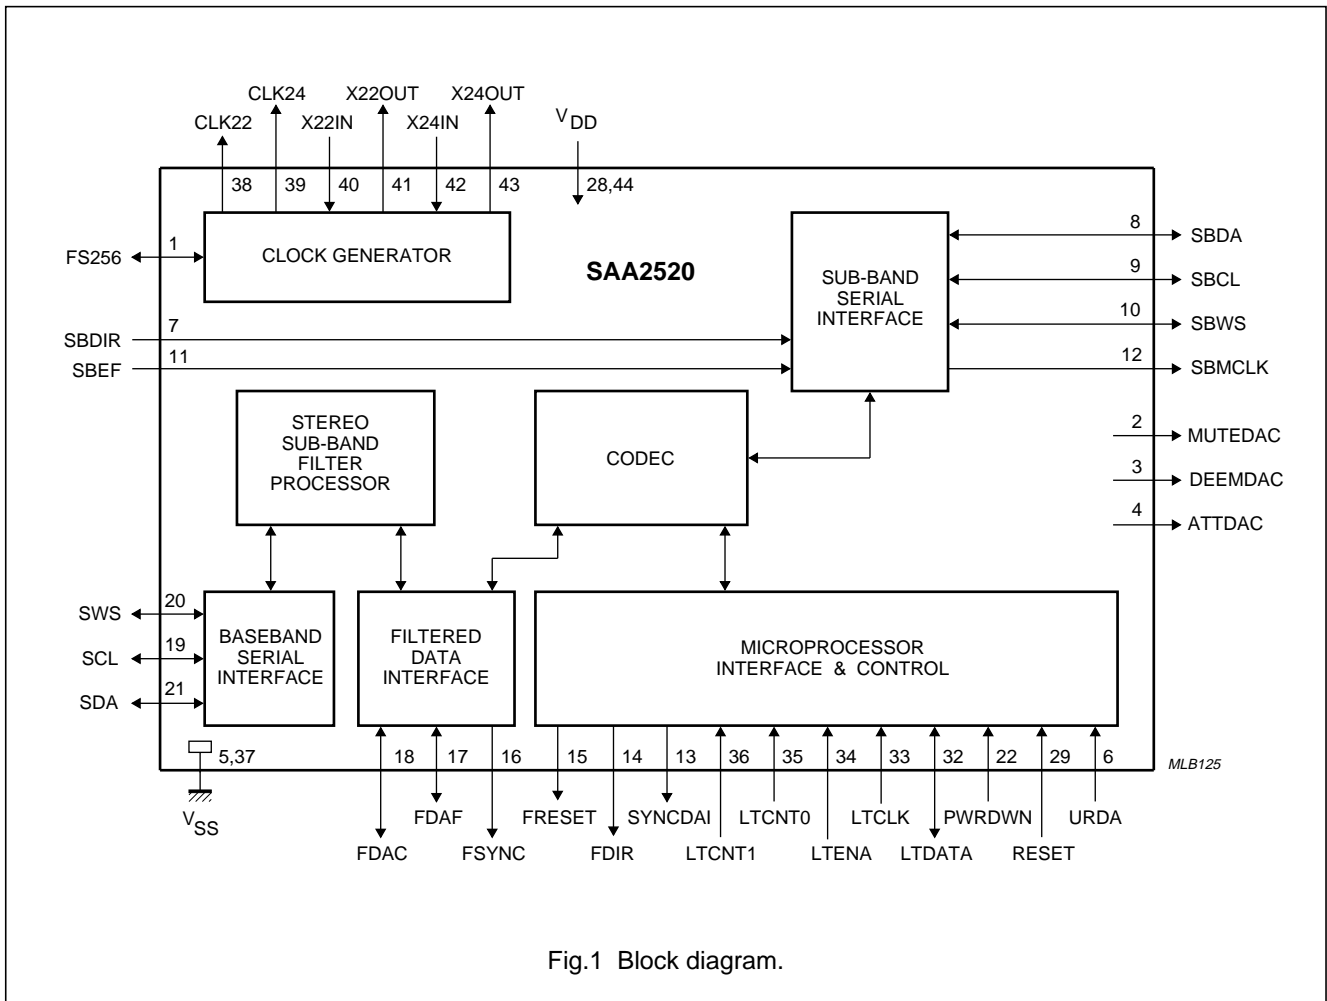 CLK24 X22OUT X24OUT
CLK22 X22IN X24IN VDD
38 39 40 41 42 43 28,44
FS256 1
CLOCK GENERATOR
SAA2520
SUB-BAND
SERIAL
INTERFACE
8 SBDA
9 SBCL
10 SBWS
12 SBMCLK
SBDIR 7
SBEF 11
STEREO
SUB-BAND
FILTER
PROCESSOR
CODEC
2 MUTEDAC
3 DEEMDAC
4 ATTDAC
SWS 20
SCL 19
SDA 21
BASEBAND
SERIAL
INTERFACE
FILTERED
DATA
INTERFACE
MICROPROCESSOR
INTERFACE & CONTROL
5,37 18 17 16 15 14 13 36 35 34 33 32 22 29 6
MLB125
VSS
FDAF FRESET SYNCDAI LTCNT0 LTCLK PWRDWN URDA
FDAC FSYNC FDIR LTCNT1 LTENA LTDATA RESET
Fig.1 Block diagram.